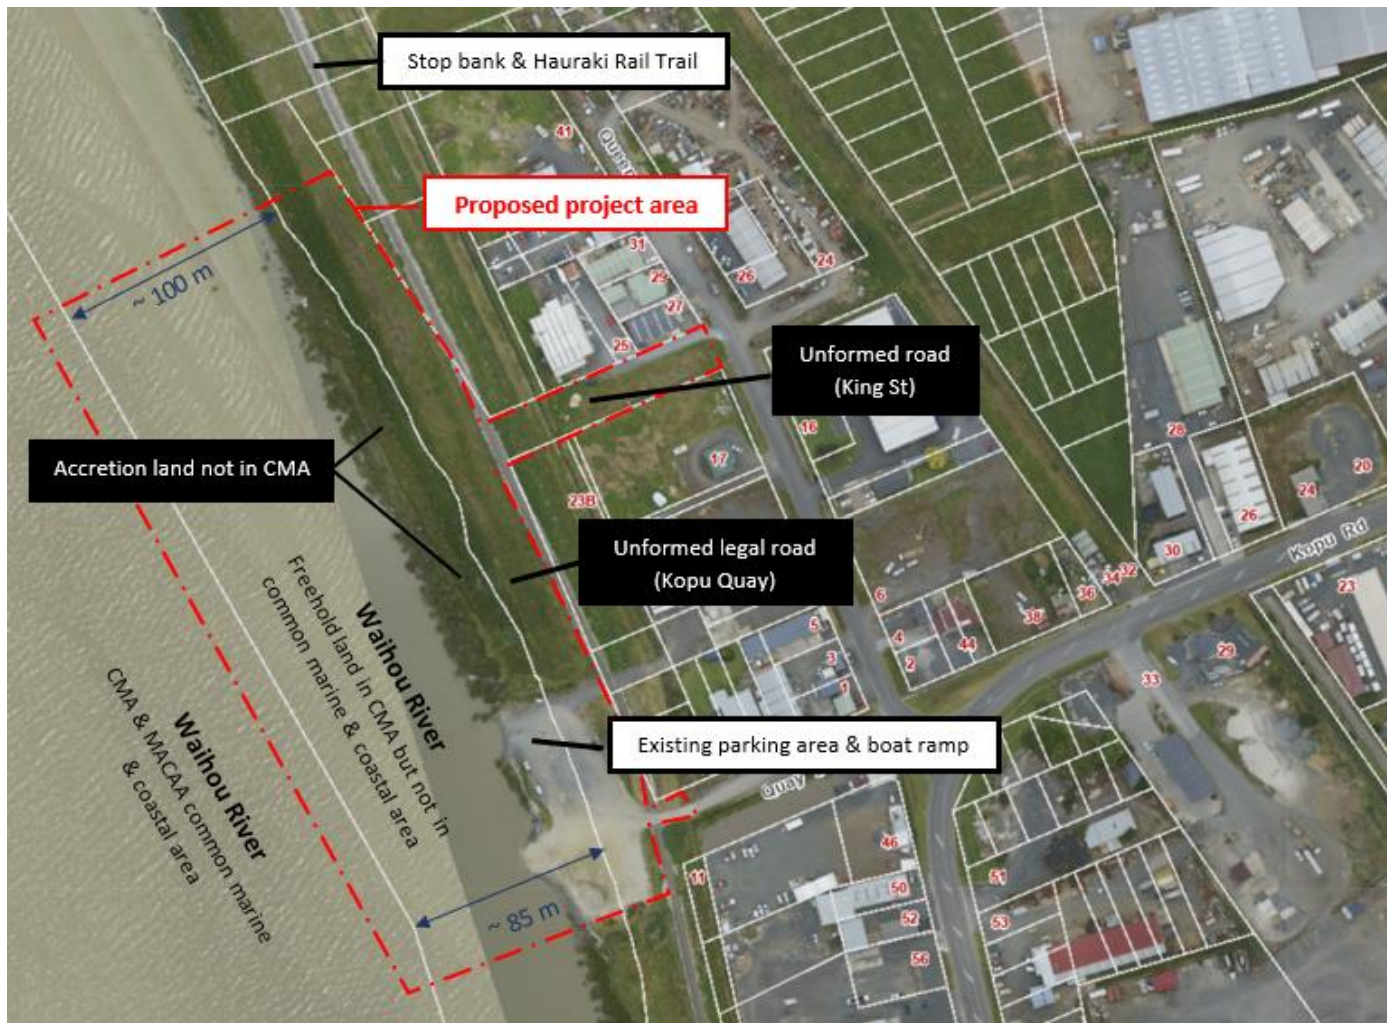 Stop bank & Hauraki Rail Trail
41
Queen
Proposed project area
31
29
27
25
26
24
~ 100 m
Unformed road
(King St)
16
17
28
20
24
26
Accretion land not in CMA
23B
Unformed legal road
(Kopu Quay)
Kopu Rd
30
32
34
36
38
23
6
4
2
44
5
3
1
29
33
Waihou River
Freehold land in CMA but not in
common marine & coastal area
Waihou River
CMA & MACAA common marine
& coastal area
Existing parking area & boat ramp
Quay
46
11
50
52
56
51
53
~ 85 m